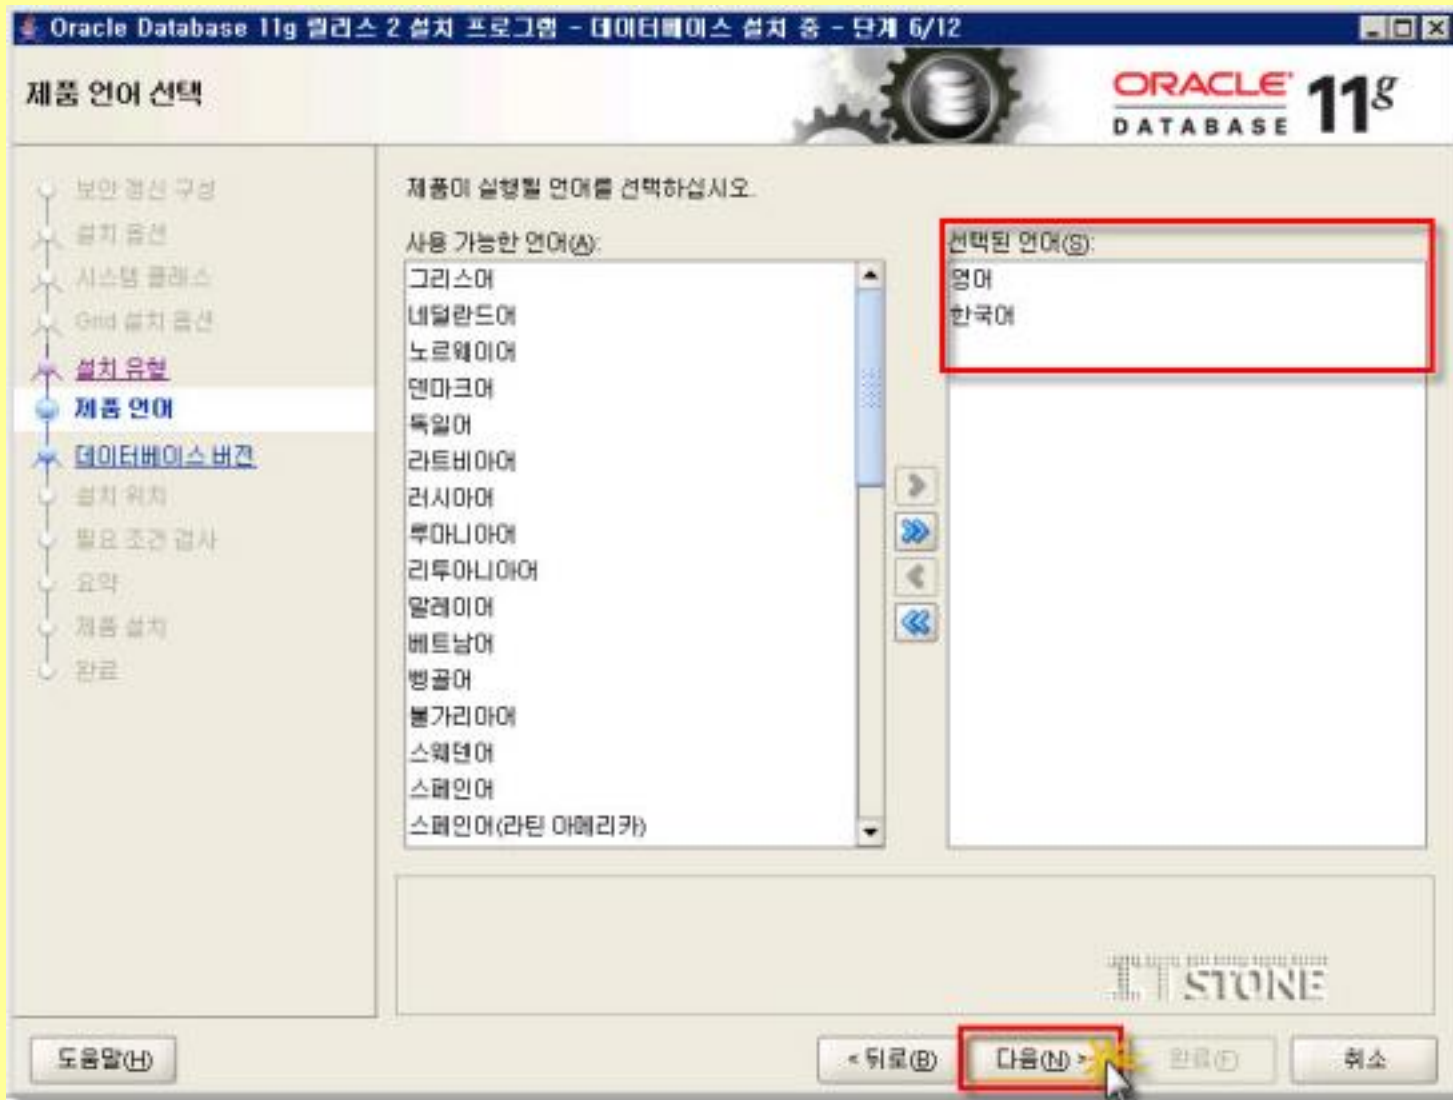 Oracle Database 11g 릴리스 2 설치 프로그램 - 데이터베이스 설치 중 - 단계 6/12
제품 언어 선택
ORACLE
DATABASE
11g
보안 갱신 구성
설치 옵션
시스템 클래스
Grid 설치 옵션
설치 유형
제품 언어
데이터베이스 버전
설치 위치
필요 조건 검사
요약
제품 설치
완료
제품이 실행될 언어를 선택하십시오.
사용 가능한 언어(A):
그리스어
네덜란드어
노르웨이어
덴마크어
독일어
라트비아어
러시아어
루마니아어
리투아니아어
말레이어
베트남어
벵골어
불가리아어
스웨덴어
스페인어
스페인어(라틴 아메리카)
선택된 언어(S):
영어
한국어
IT STONE
도움말(H)
< 뒤로(B)
다음(N) >
완료(F)
취소